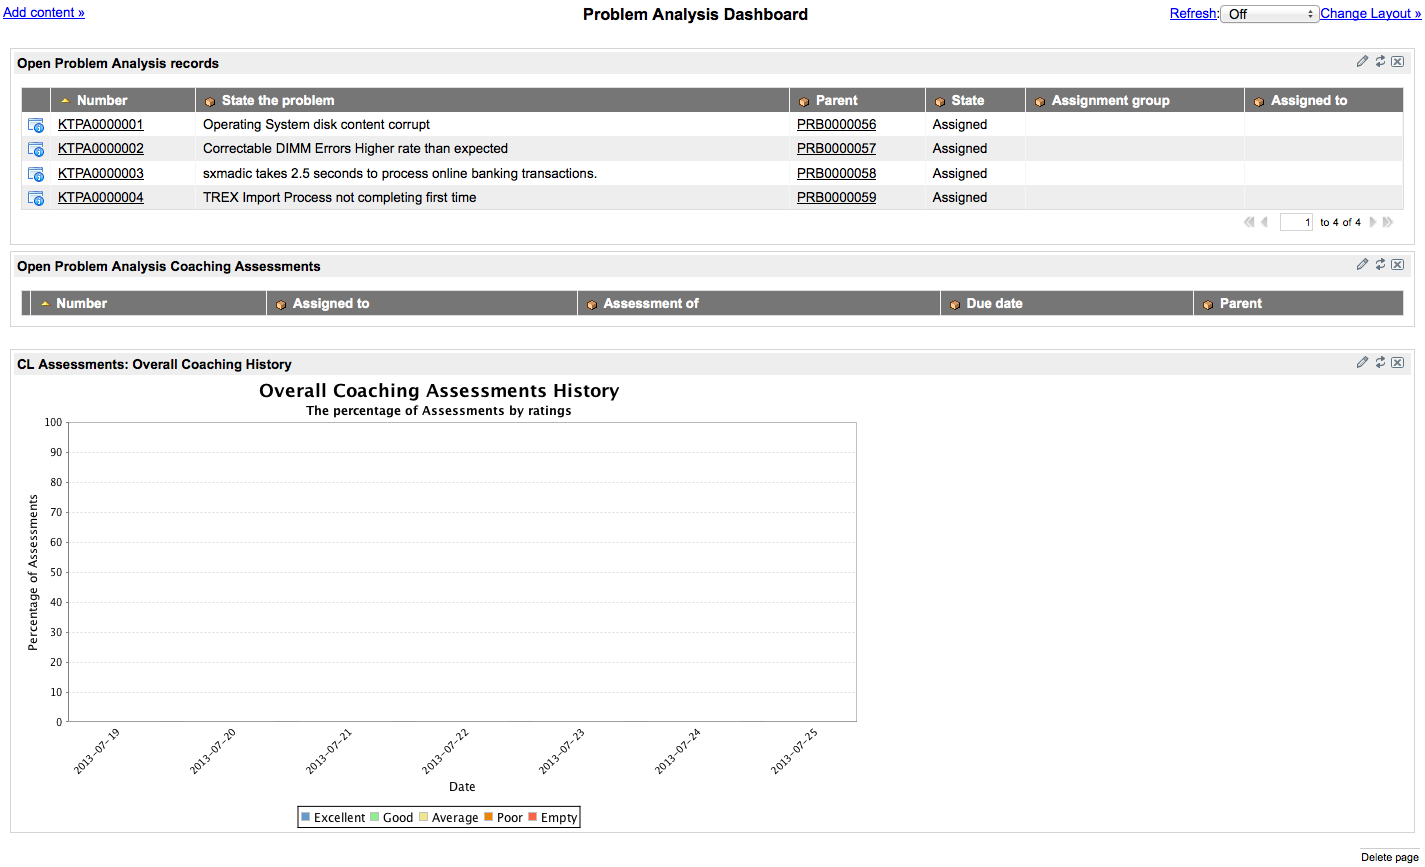 Add content »
Problem Analysis Dashboard
Refresh: Off Change Layout »
Open Problem Analysis records
Number State the problem Parent State Assignment group Assigned to
KTPA0000001 Operating System disk content corrupt PRB0000056 Assigned
KTPA0000002 Correctable DIMM Errors Higher rate than expected PRB0000057 Assigned
KTPA0000003 sxmadic takes 2.5 seconds to process online banking transactions. PRB0000058 Assigned
KTPA0000004 TREX Import Process not completing first time PRB0000059 Assigned
1 to 4 of 4
Open Problem Analysis Coaching Assessments
Number Assigned to Assessment of Due date Parent
CL Assessments: Overall Coaching History
Overall Coaching Assessments History
The percentage of Assessments by ratings
Percentage of Assessments
100
90
80
70
60
50
40
30
20
10
0
2013-07-19 2013-07-20 2013-07-21 2013-07-22 2013-07-23 2013-07-24 2013-07-25
Date
Excellent Good Average Poor Empty
Delete page